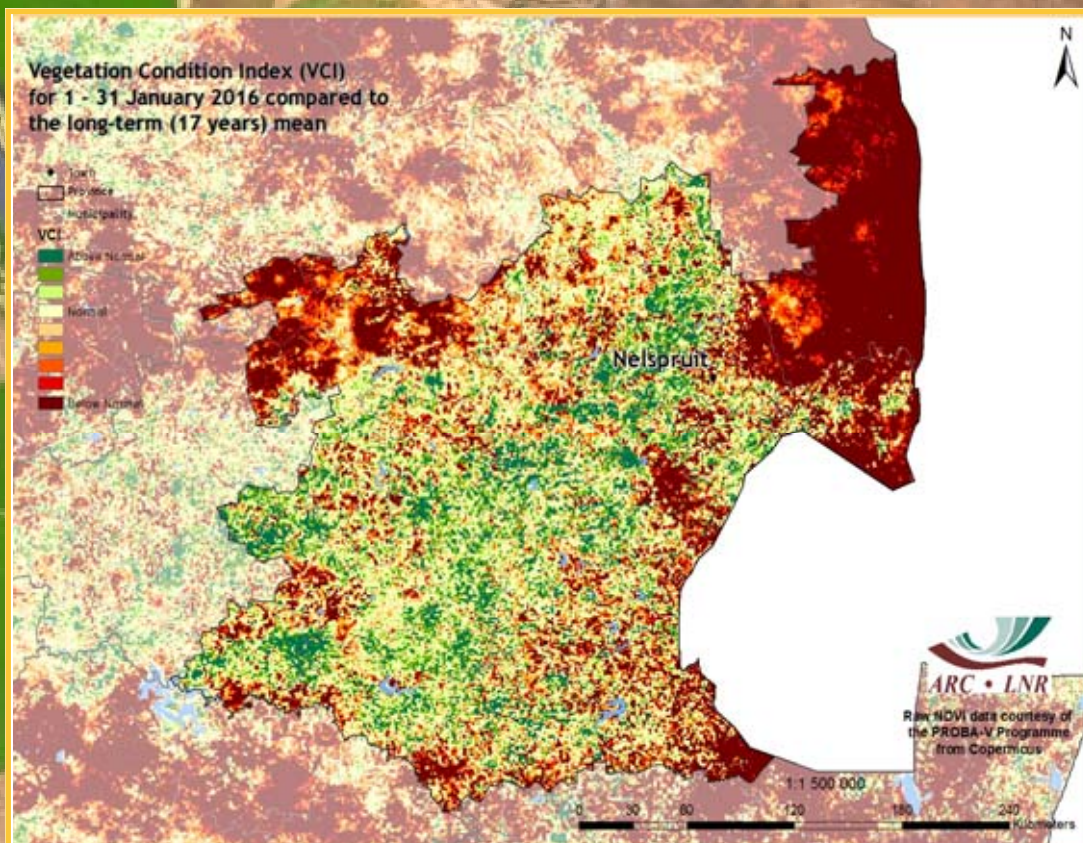 Vegetation Condition Index (VCI)
for 1 - 31 January 2016 compared to
the long-term (17 years) mean
Town
Province
Municipality
VCI
Above Normal
Normal
Below Normal
N
Nelspruit
ARC • LNR
Raw NDVI data courtesy of
the PROBA-V Programme
from Copernicus
1:1 500 000
0 30 60 120 180 240
Kilometers